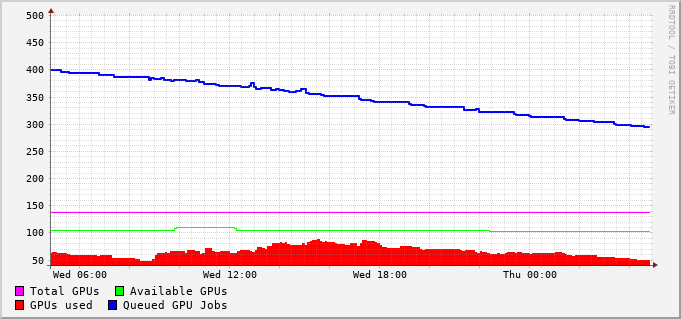 500
450
400
350
300
250
200
150
100
50
Wed 06:00 Wed 12:00 Wed 18:00 Thu 00:00
Total GPUs Available GPUs
GPUs used Queued GPU Jobs
RRDTOOL / TOBI OETIKER